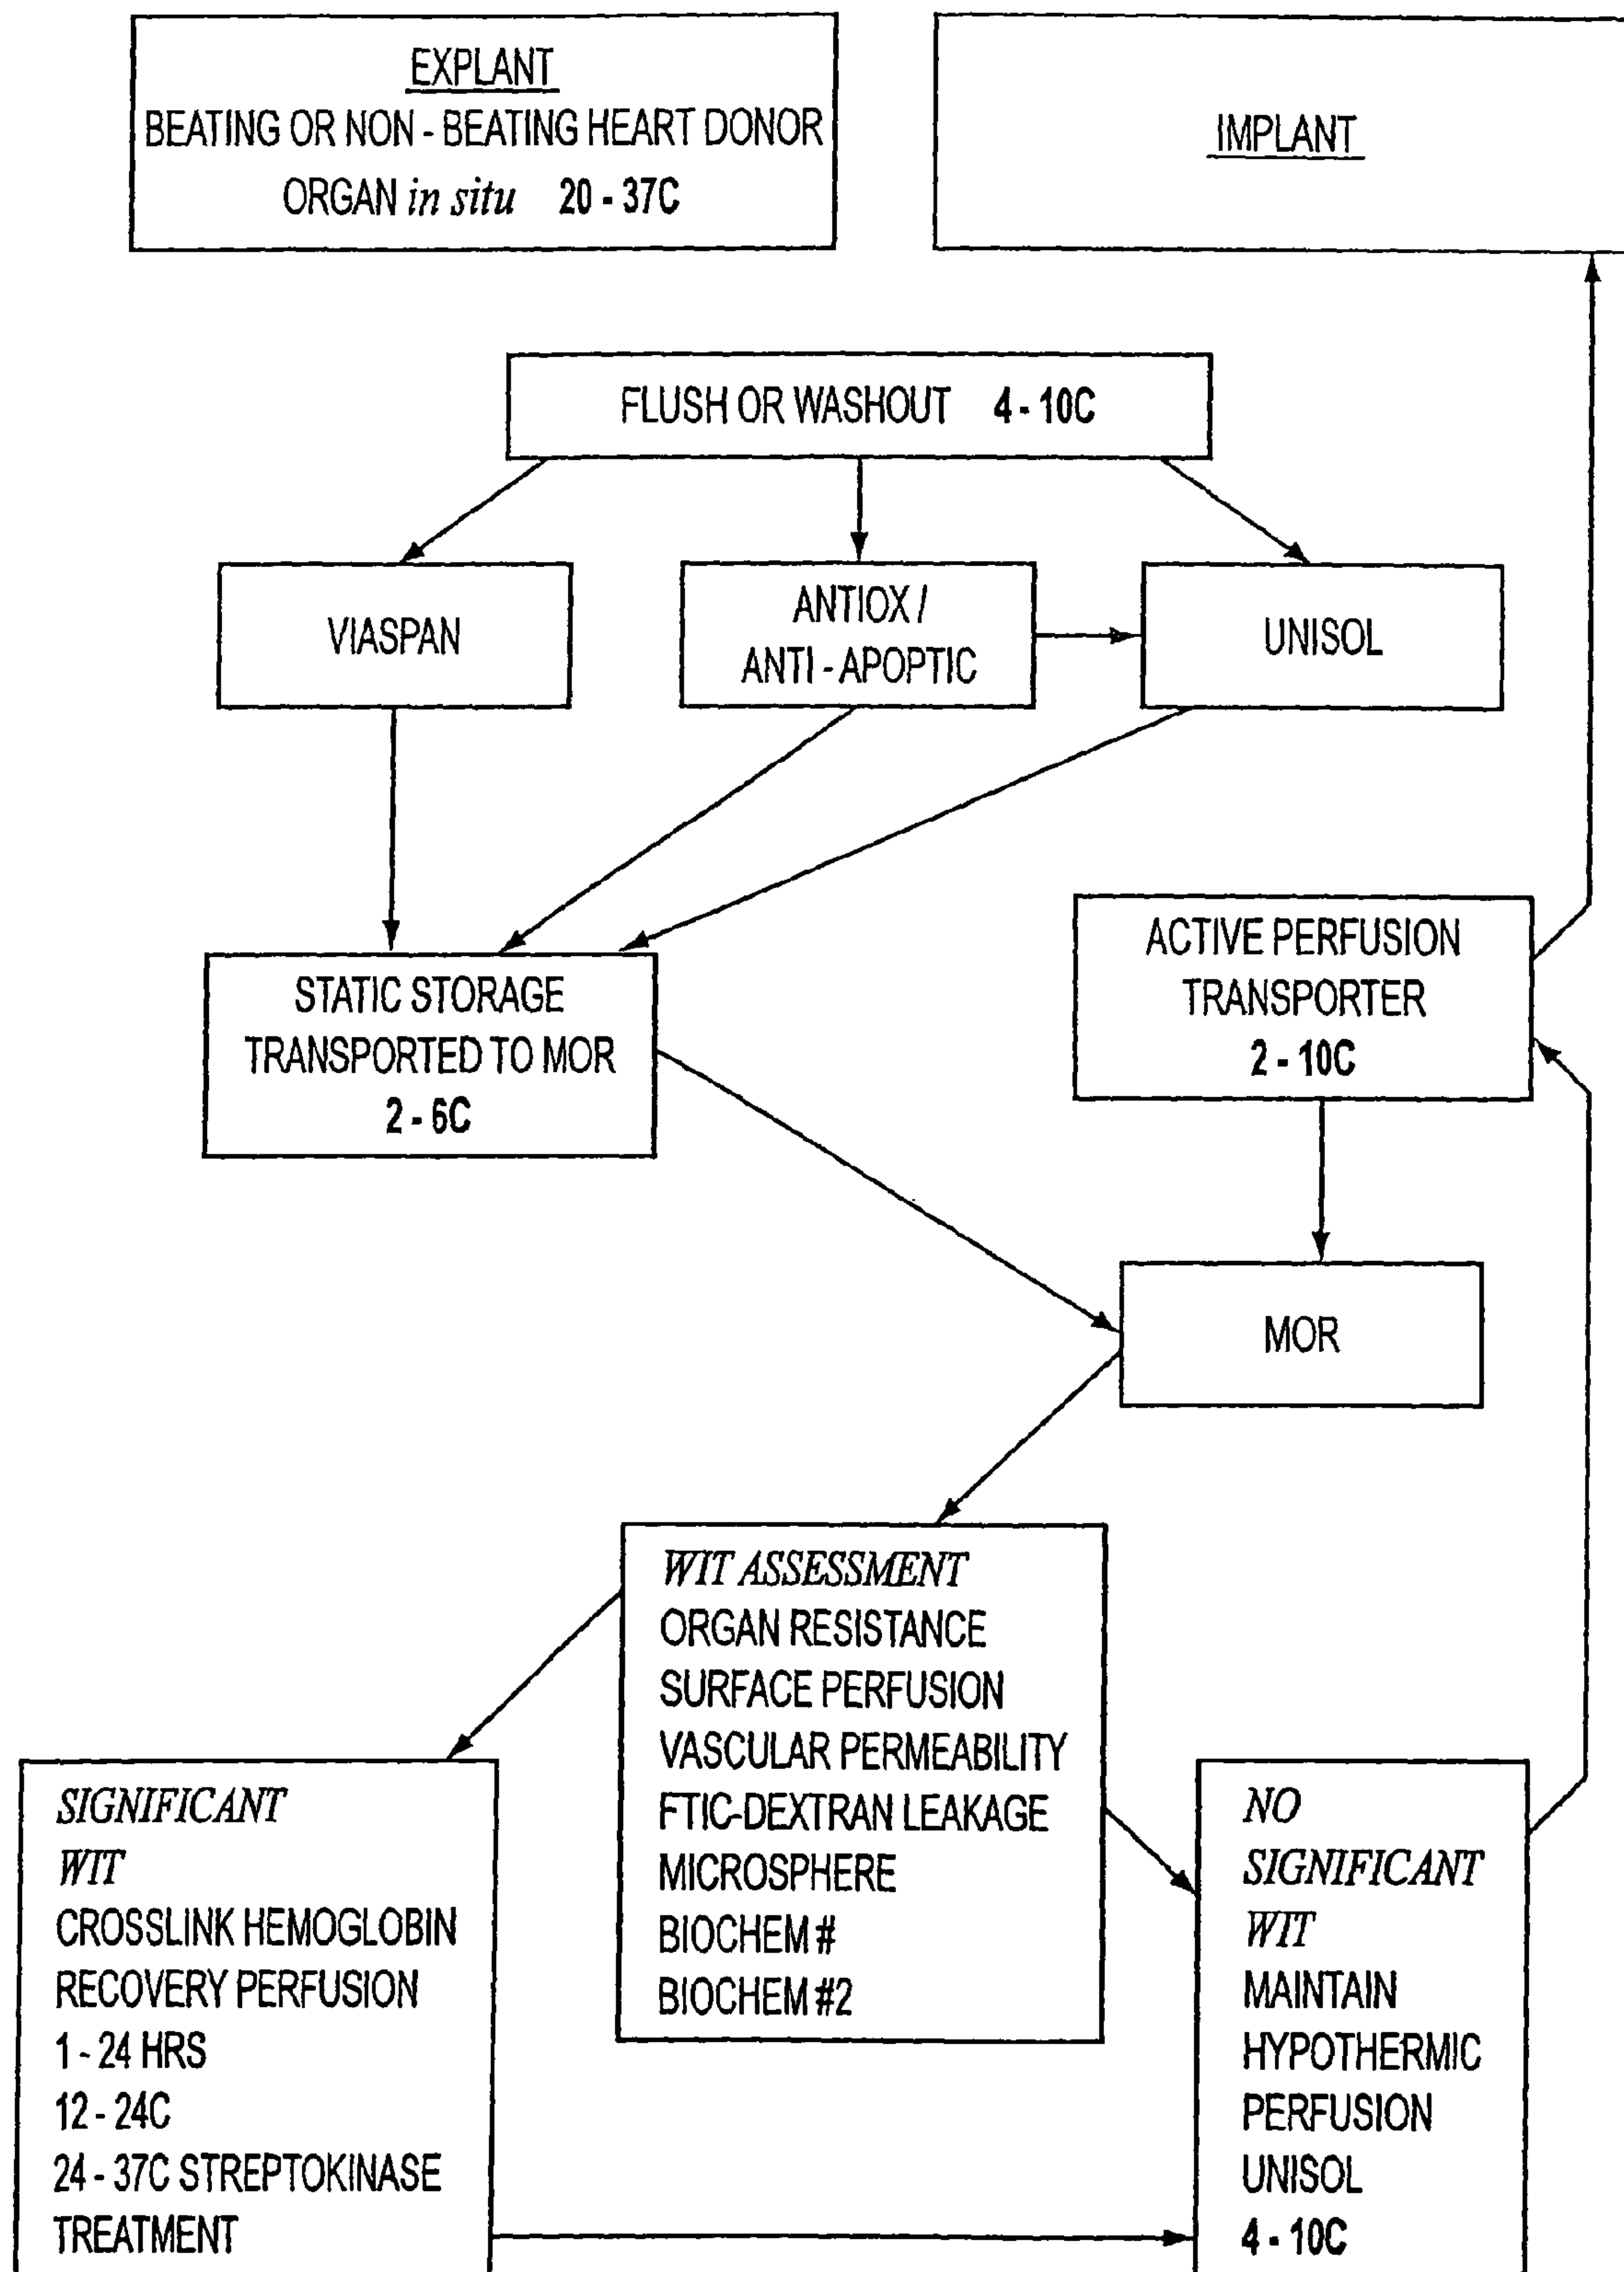 EXPLANT
BEATING OR NON - BEATING HEART DONOR
ORGAN in situ 20 - 37C
IMPLANT
FLUSH OR WASHOUT 4 - 10C
VIASPAN
ANTIOX /
ANTI - APOPTIC
UNISOL
STATIC STORAGE
TRANSPORTED TO MOR
2 - 6C
ACTIVE PERFUSION
TRANSPORTER
2 - 10C
MOR
WIT ASSESSMENT
ORGAN RESISTANCE
SURFACE PERFUSION
VASCULAR PERMEABILITY
FTIC-DEXTRAN LEAKAGE
MICROSPHERE
BIOCHEM #
BIOCHEM #2
SIGNIFICANT
WIT
CROSSLINK HEMOGLOBIN
RECOVERY PERFUSION
1 - 24 HRS
12 - 24C
24 - 37C STREPTOKINASE
TREATMENT
NO
SIGNIFICANT
WIT
MAINTAIN
HYPOTHERMIC
PERFUSION
UNISOL
4 - 10C